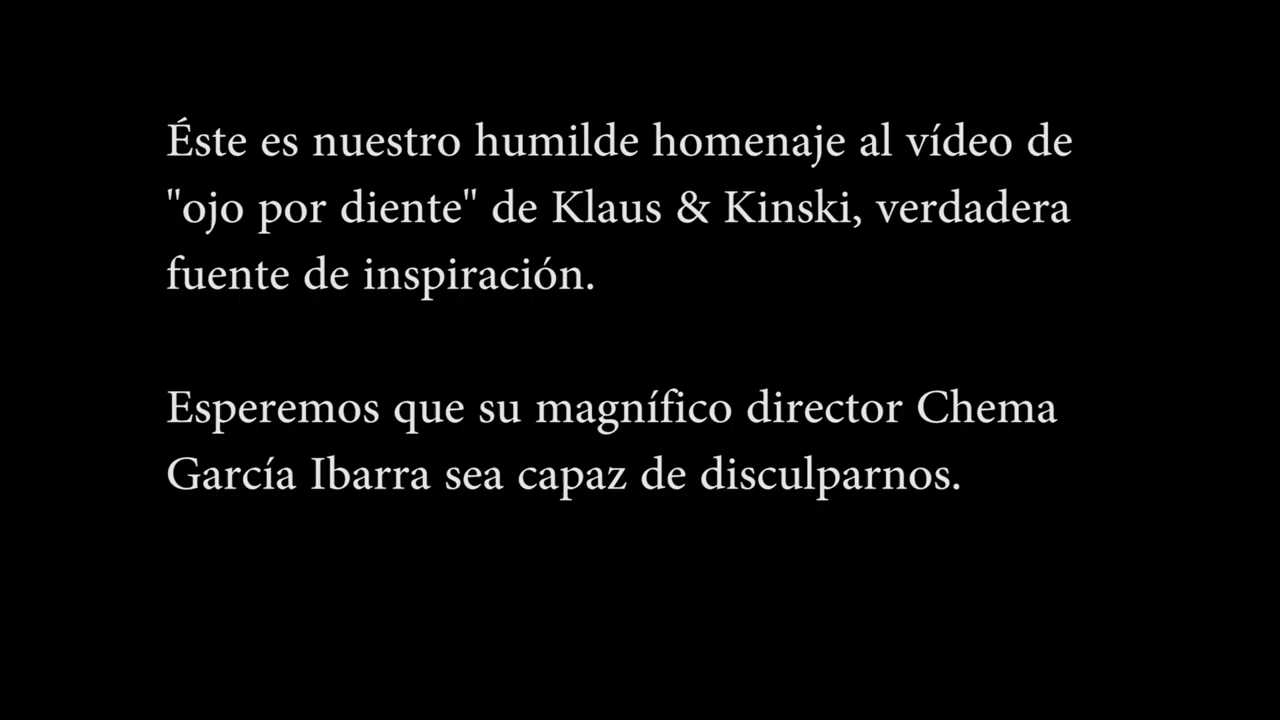 Éste es nuestro humilde homenaje al vídeo de
"ojo por diente" de Klaus & Kinski, verdadera
fuente de inspiración.
Esperemos que su magnífico director Chema
García Ibarra sea capaz de disculparnos.